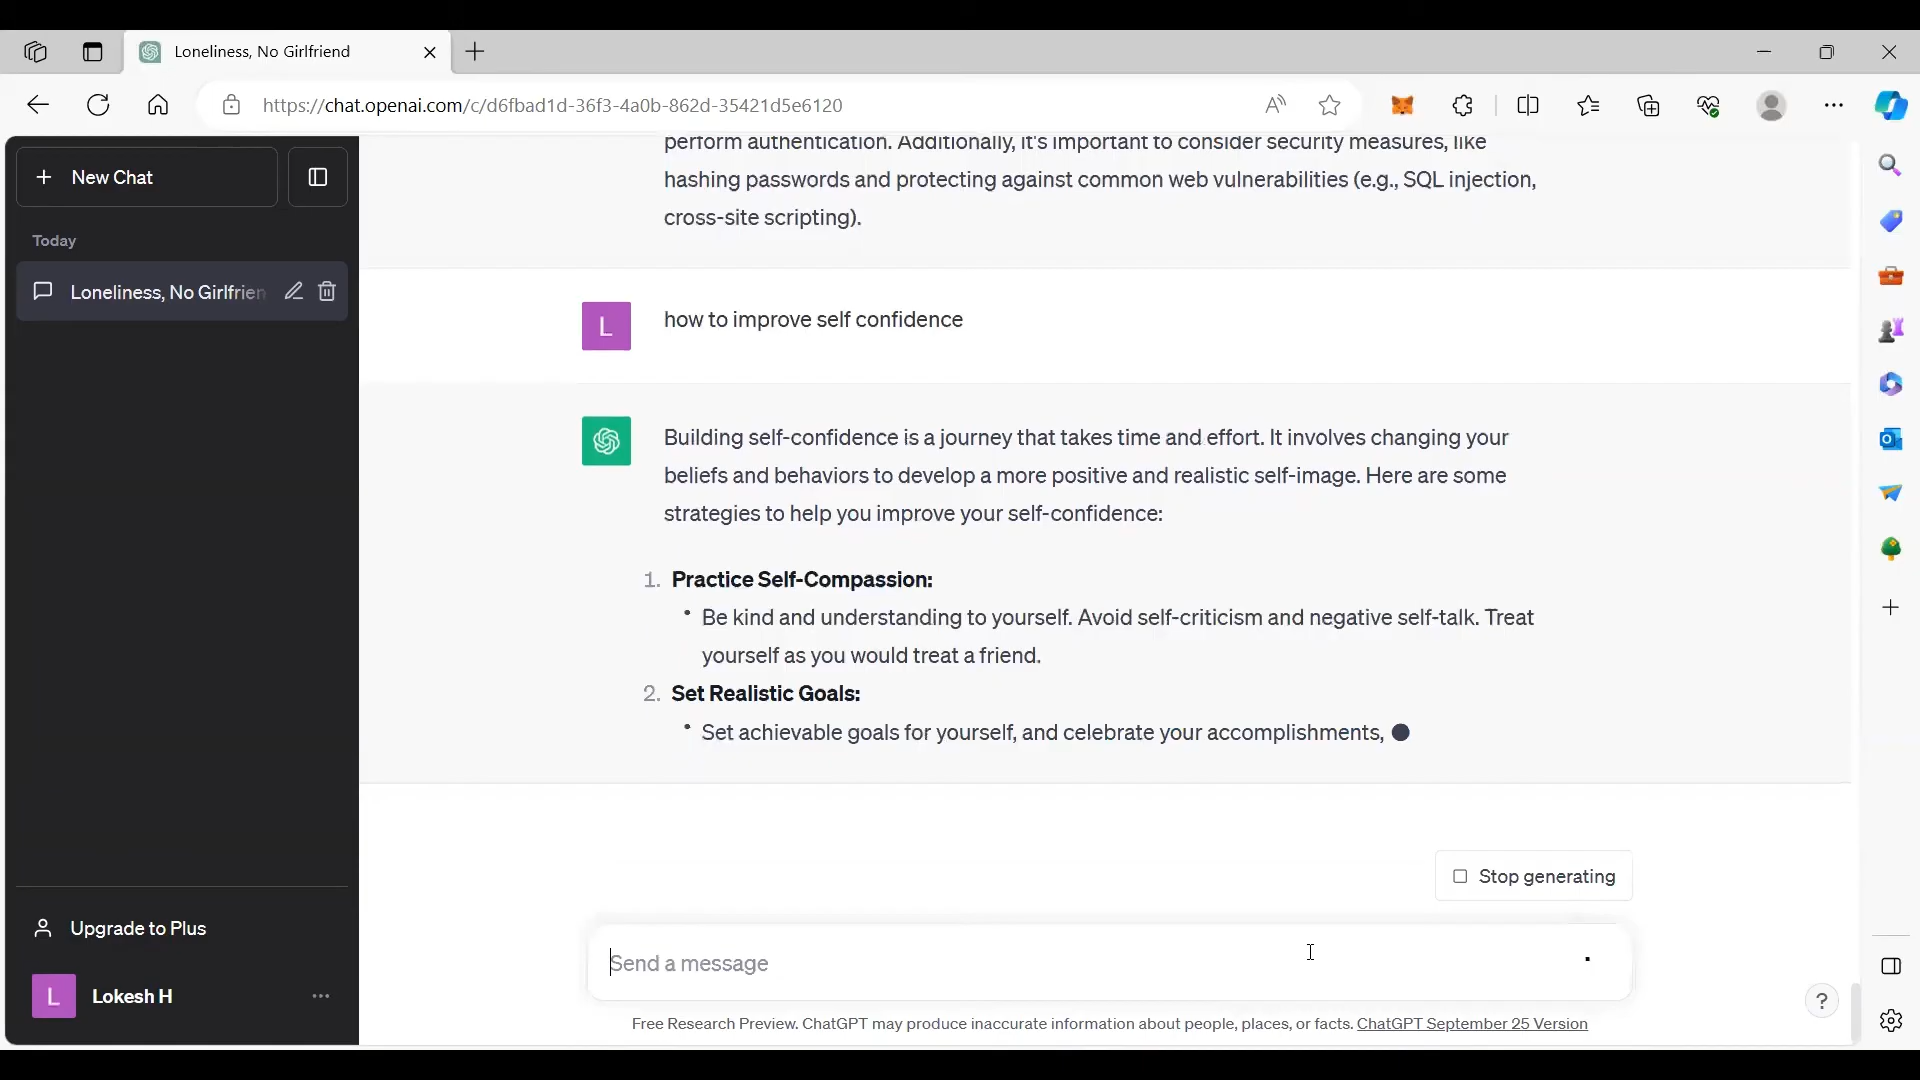 Loneliness, No Girlfriend
https://chat.openai.com/c/d6fbad1d-36f3-4a0b-862d-35421d5e6120
New Chat
Today
Loneliness, No Girlfrien
perform authentication. Additionally, it's important to consider security measures, like
hashing passwords and protecting against common web vulnerabilities (e.g., SQL injection,
cross-site scripting).
L
how to improve self confidence
Building self-confidence is a journey that takes time and effort. It involves changing your
beliefs and behaviors to develop a more positive and realistic self-image. Here are some
strategies to help you improve your self-confidence:
1. Practice Self-Compassion:
• Be kind and understanding to yourself. Avoid self-criticism and negative self-talk. Treat
yourself as you would treat a friend.
2. Set Realistic Goals:
• Set achievable goals for yourself, and celebrate your accomplishments,
Stop generating
Upgrade to Plus
Send a message
L
Lokesh H
Free Research Preview. ChatGPT may produce inaccurate information about people, places, or facts. ChatGPT September 25 Version
?